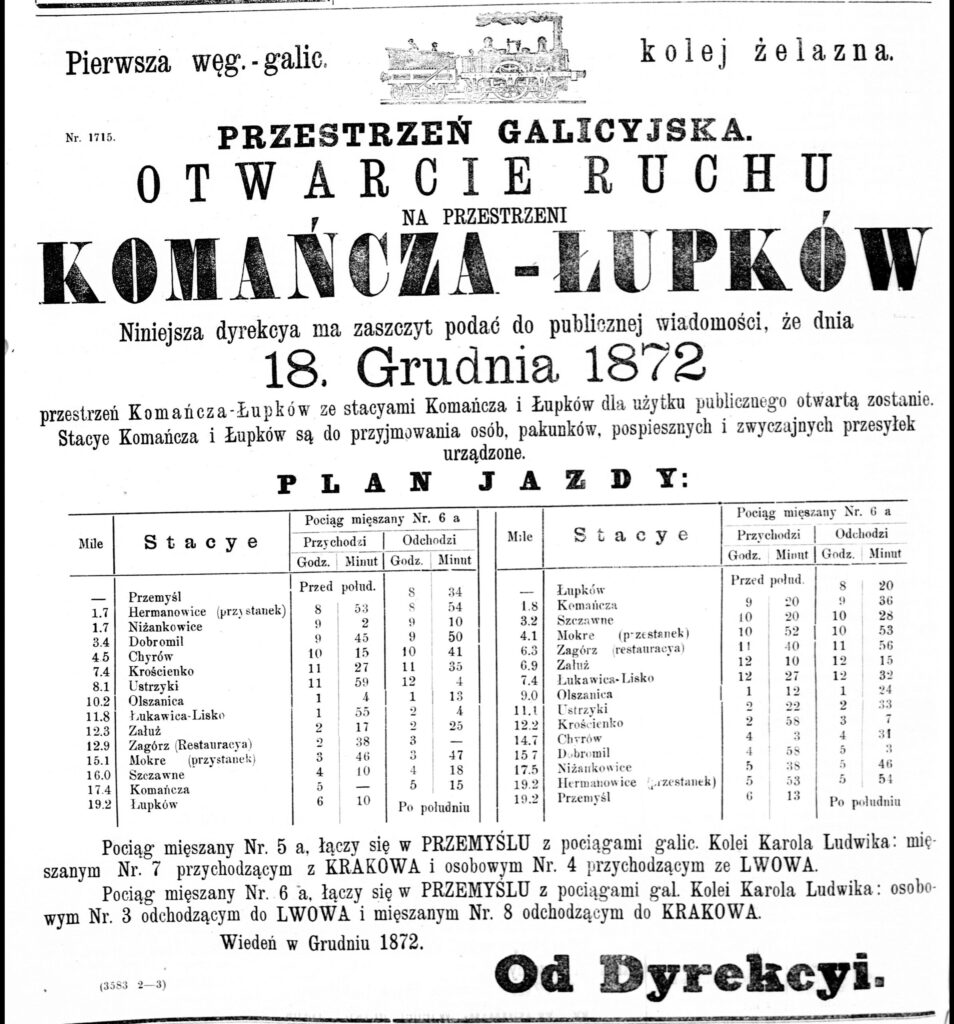 Pierwsza węg.-galic. kolej żelazna.
Nr. 1715.
PRZESTRZEŃ GALICYJSKA.
OTWARCIE RUCHU
NA PRZESTRZENI
KOMAŃCZA-ŁUPKÓW
Niniejsza dyrekcya ma zaszczyt podać do publicznej wiadomości, że dnia
18. Grudnia 1872
przestrzeń Komańcza-Łupków ze stacyami Komańcza i Łupków dla użytku publicznego otwartą zostanie.
Stacye Komańcza i Łupków są do przyjmowania osób, pakunków, pospiesznych i zwyczajnych przesyłek
urządzone.
PLAN JAZDY:
Mile Stacye Pociąg mięszany Nr. 6 a
Przychodzi Odchodzi
Godz. Minut Godz. Minut
Przed połud.
— Przemyśl 8 34
1.7 Hermanowice (przystanek) 8 53 8 54
1.7 Niżankowice 9 2 9 10
3.4 Dobromil 9 45 9 50
4.5 Chyrów 10 15 10 41
7.4 Krościenko 11 27 11 35
8.1 Ustrzyki 11 59 12 4
10.2 Olszanica 1 4 1 13
11.8 Łukawica-Lisko 1 55 2 4
12.3 Załuż 2 17 2 25
12.9 Zagórz (Restauracya) 2 38 3 —
15.1 Mokre (przystanek) 3 46 3 47
16.0 Szczawne 4 10 4 18
17.4 Komańcza 5 — 5 15
19.2 Łupków 6 10 Po południu
Mile Stacye Pociąg mięszany Nr. 6 a
Przychodzi Odchodzi
Godz. Minut Godz. Minut
Przed połud.
— Łupków 8 20
1.8 Komańcza 9 20 9 36
3.2 Szczawne 10 20 10 28
4.1 Mokre (przestanek) 10 52 10 53
6.3 Zagórz (restauracya) 11 40 11 56
6.9 Załuż 12 10 12 15
7.4 Łukawica-Lisko 12 27 12 32
9.0 Olszanica 1 12 1 24
11.1 Ustrzyki 2 22 2 33
12.2 Krościenko 2 58 3 7
14.7 Chyrów 4 3 4 31
15 7 Dobromil 4 58 5 3
17.5 Niżankowice 5 38 5 46
19.2 Hermanowice (przestanek) 5 53 5 54
19.2 Przemyśl 6 13 Po południu
Pociąg mięszany Nr. 5 a, łączy się w PRZEMYŚLU z pociągami galic. Kolei Karola Ludwika: mię-
szanym Nr. 7 przychodzącym z KRAKOWA i osobowym Nr. 4 przychodzącym ze LWOWA.
Pociąg mięszany Nr. 6 a, łączy się w PRZEMYŚLU z pociągami gal. Kolei Karola Ludwika: osobo-
wym Nr. 3 odchodzącym do LWOWA i mięszanym Nr. 8 odchodzącym do KRAKOWA.
Wiedeń w Grudniu 1872.
Od Dyrekcyi.
(3583 2—3)